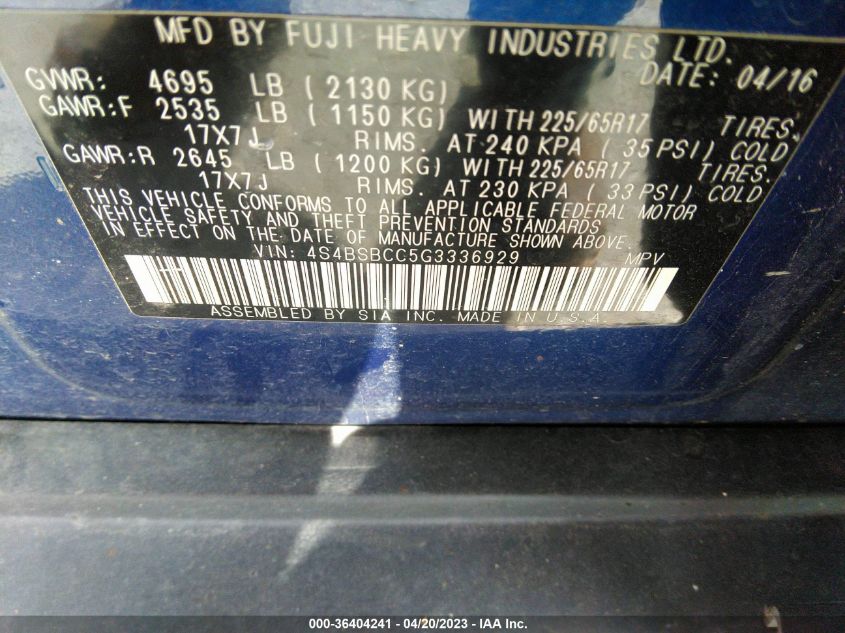 MFD BY FUJI HEAVY INDUSTRIES LTD.
GVWR: 4695 LB ( 2130 KG) DATE: 04/16
GAWR:F 2535 LB ( 1150 KG) WITH 225/65R17 TIRES.
17X7J RIMS. AT 240 KPA ( 35 PSI) COLD
GAWR:R 2645 LB ( 1200 KG) WITH 225/65R17 TIRES.
17X7J RIMS. AT 230 KPA ( 33 PSI) COLD
THIS VEHICLE CONFORMS TO ALL APPLICABLE FEDERAL MOTOR
VEHICLE SAFETY AND THEFT PREVENTION STANDARDS
IN EFFECT ON THE DATE OF MANUFACTURE SHOWN ABOVE.
VIN: 4S4BSBCC5G3336929 MPV
ASSEMBLED BY SIA INC. MADE IN U.S.A.
000-36404241 - 04/20/2023 - IAA Inc.